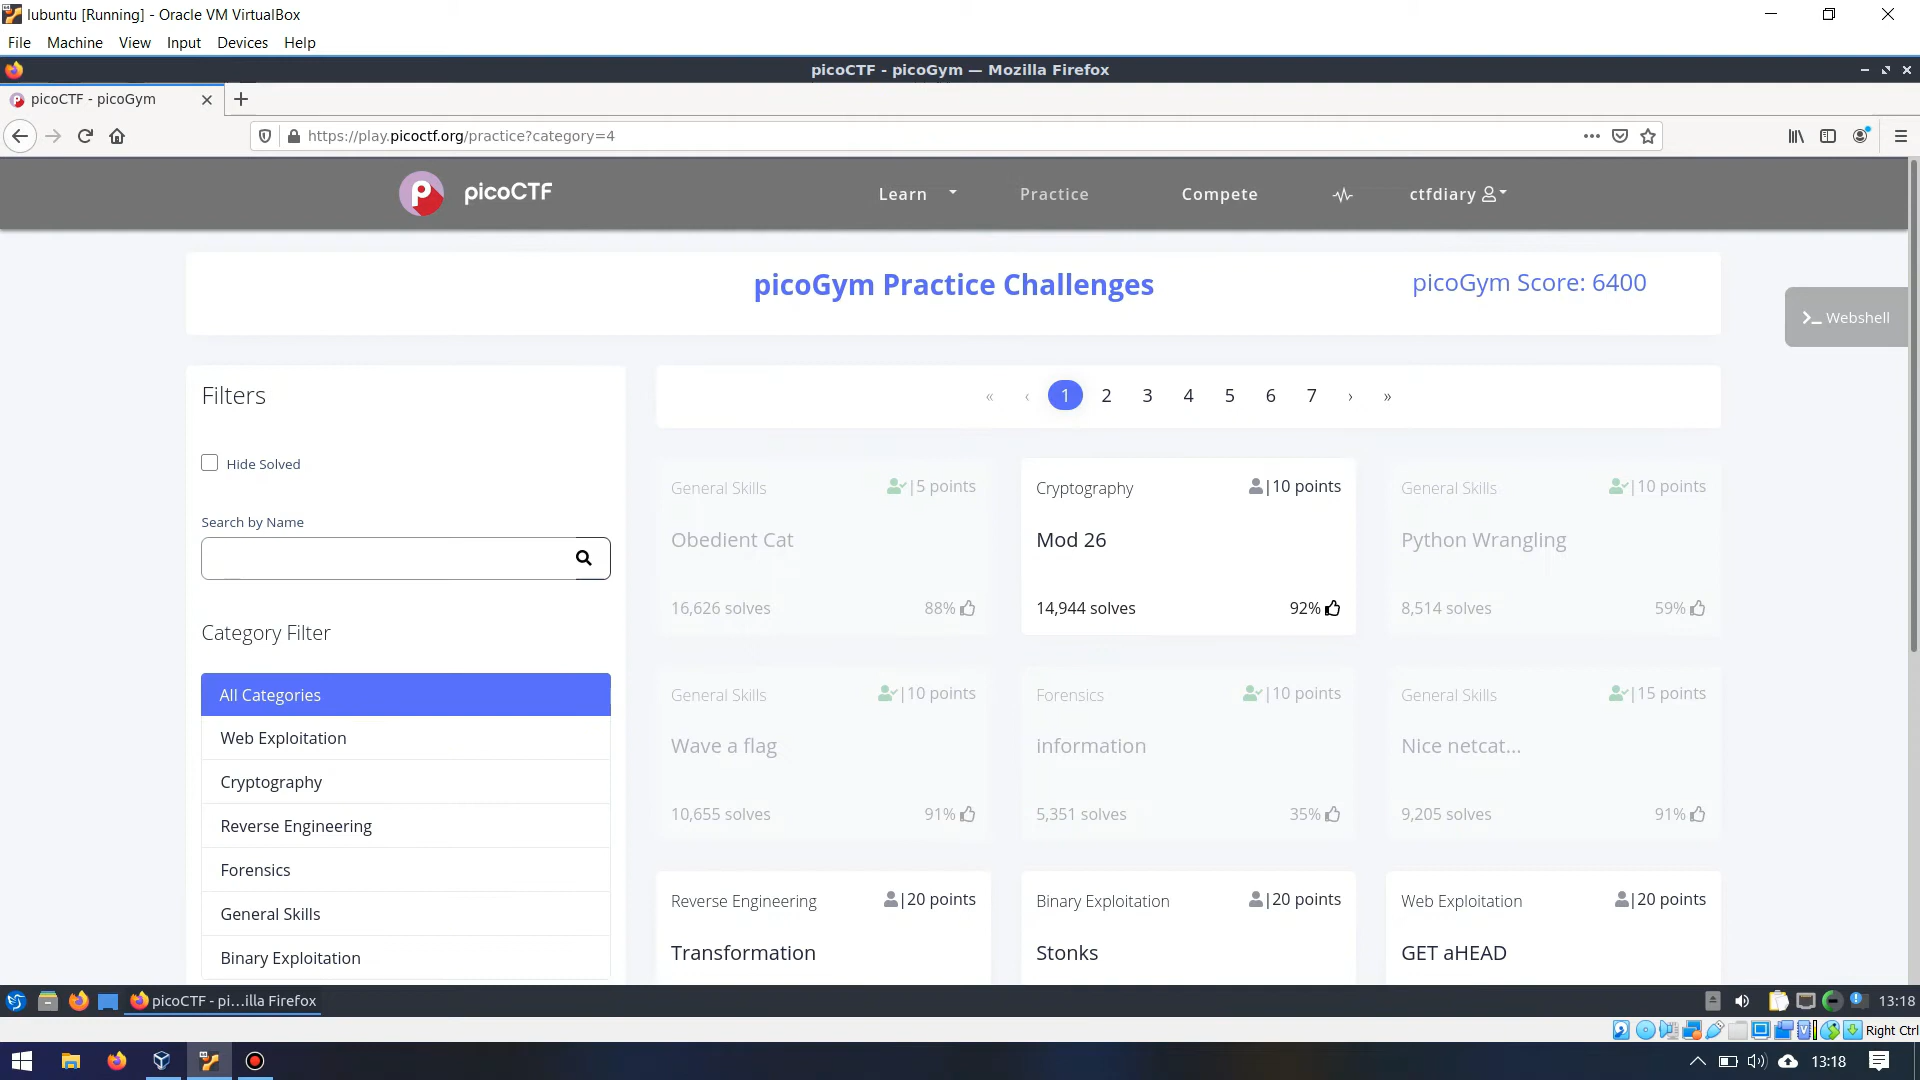 lubuntu [Running] - Oracle VM VirtualBox
File Machine View Input Devices Help
picoCTF - picoGym — Mozilla Firefox
picoCTF - picoGym
https://play.picoctf.org/practice?category=4
picoCTF
Learn Practice Compete ctfdiary
picoGym Practice Challenges
picoGym Score: 6400
>_ Webshell
Filters
Hide Solved
Search by Name
Category Filter
All Categories
Web Exploitation
Cryptography
Reverse Engineering
Forensics
General Skills
Binary Exploitation
« ‹ 1 2 3 4 5 6 7 › »
General Skills |5 points
Obedient Cat
16,626 solves 88%
Cryptography |10 points
Mod 26
14,944 solves 92%
General Skills |10 points
Python Wrangling
8,514 solves 59%
General Skills |10 points
Wave a flag
10,655 solves 91%
Forensics |10 points
information
5,351 solves 35%
General Skills |15 points
Nice netcat...
9,205 solves 91%
Reverse Engineering |20 points
Transformation
Binary Exploitation |20 points
Stonks
Web Exploitation |20 points
GET aHEAD
picoCTF - pi...illa Firefox
13:18
Right Ctrl
13:18